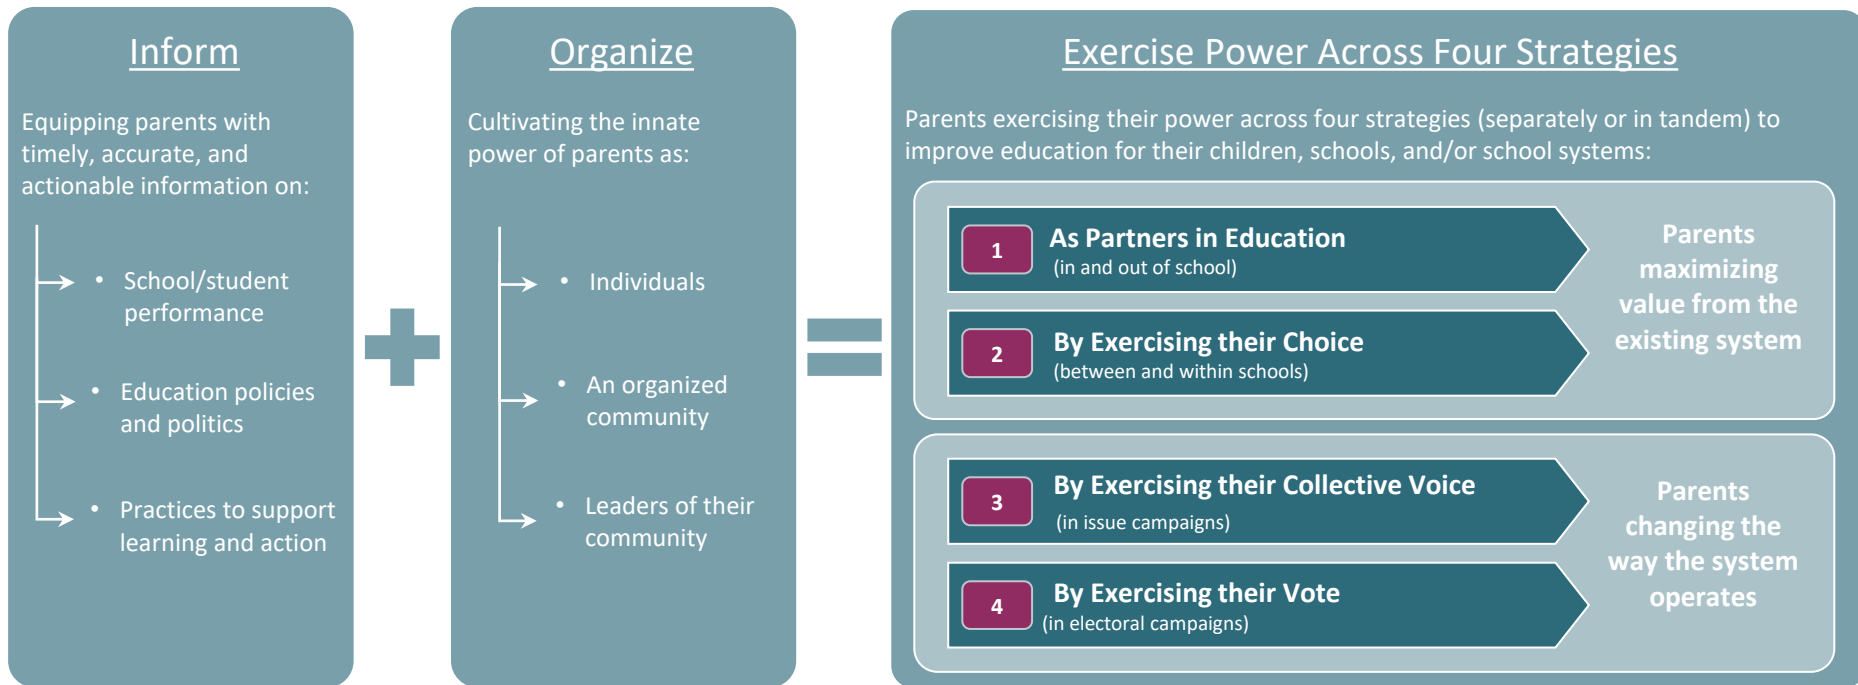 Inform
Equipping parents with
timely, accurate, and
actionable information on:
• School/student
performance
• Education policies
and politics
• Practices to support
learning and action
Organize
Cultivating the innate
power of parents as:
• Individuals
• An organized
community
• Leaders of their
community
Exercise Power Across Four Strategies
Parents exercising their power across four strategies (separately or in tandem) to
improve education for their children, schools, and/or school systems:
1
As Partners in Education
(in and out of school)
2
By Exercising their Choice
(between and within schools)
Parents
maximizing
value from the
existing system
3
By Exercising their Collective Voice
(in issue campaigns)
4
By Exercising their Vote
(in electoral campaigns)
Parents
changing the
way the system
operates